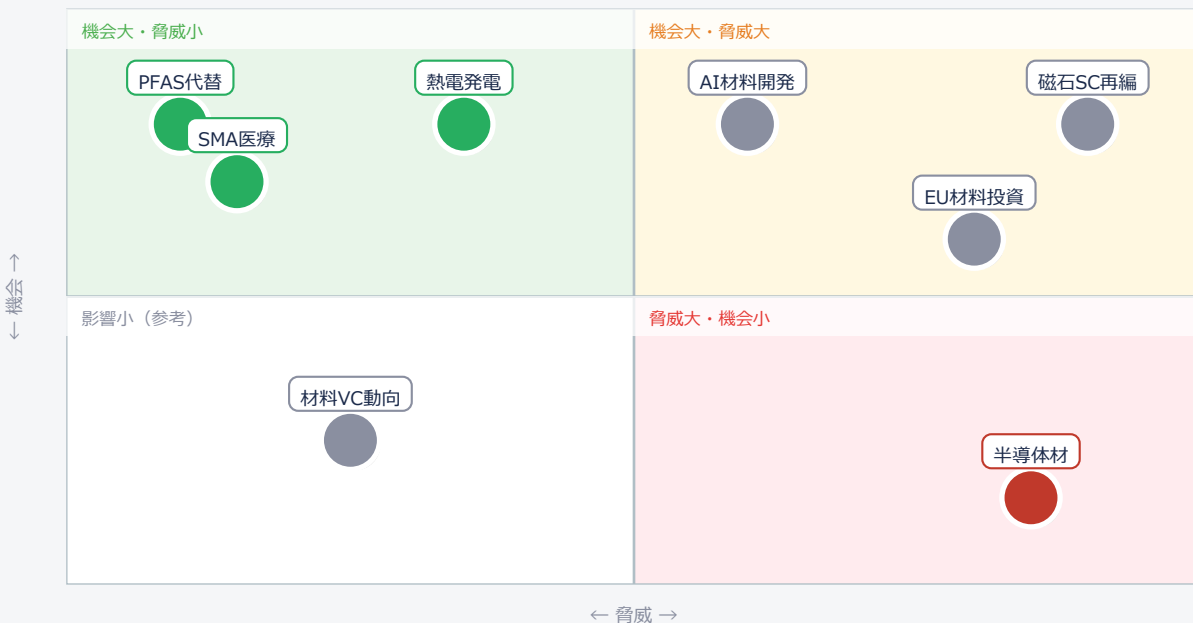 機会大・脅威小
機会大・脅威大
PFAS代替
熱電発電
AI材料開発
磁石SC再編
SMA医療
EU材料投資
← 機会 →
影響小（参考）
脅威大・機会小
材料VC動向
半導体材
← 脅威 →